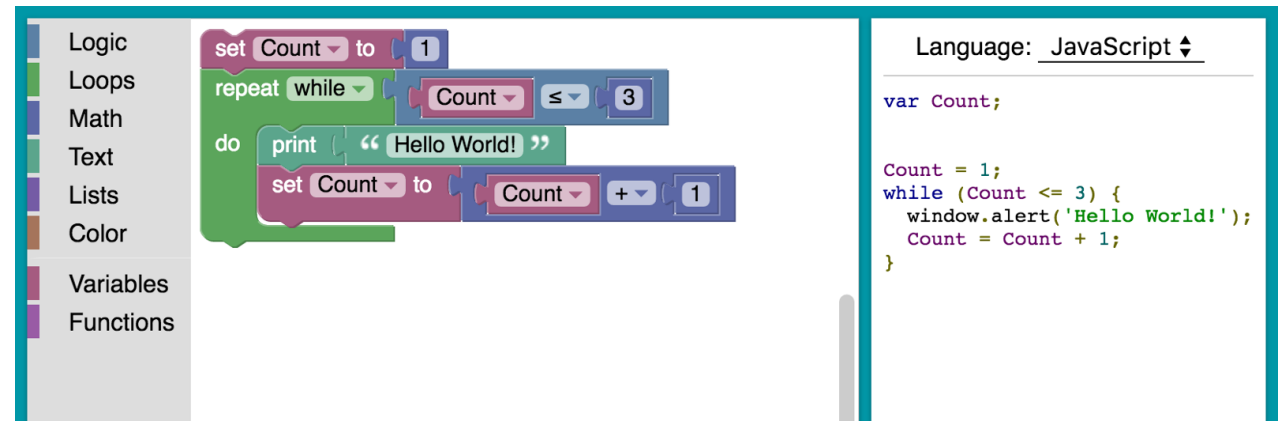 Logic
Loops
Math
Text
Lists
Color
Variables
Functions
set Count to 1
repeat while Count ≤ 3
do print “ Hello World! ”
set Count to Count + 1
Language: JavaScript
var Count;
Count = 1;
while (Count <= 3) {
window.alert('Hello World!');
Count = Count + 1;
}